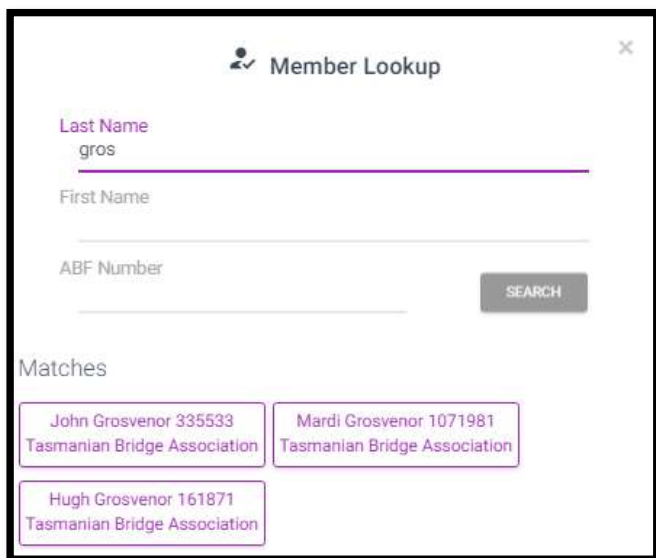 Member Lookup
×
Last Name
gros
First Name
ABF Number
SEARCH
Matches
John Grosvenor 335533
Tasmanian Bridge Association
Mardi Grosvenor 1071981
Tasmanian Bridge Association
Hugh Grosvenor 161871
Tasmanian Bridge Association